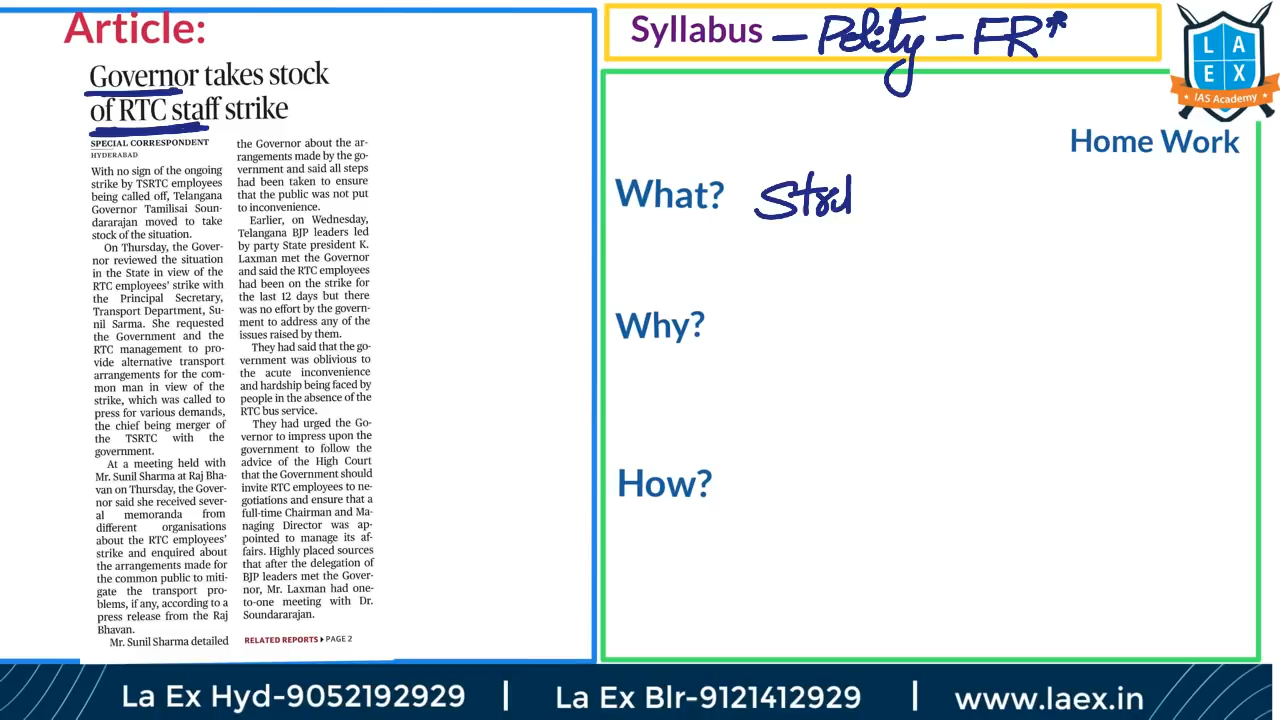 Article:
Governor takes stock
of RTC staff strike
SPECIAL CORRESPONDENT
HYDERABAD
With no sign of the ongoing
strike by TSRTC employees
being called off, Telangana
Governor Tamilisai Soun-
dararajan moved to take
stock of the situation.
On Thursday, the Gover-
nor reviewed the situation
in the State in view of the
RTC employees' strike with
the Principal Secretary,
Transport Department, Su-
nil Sarma. She requested
the Government and the
RTC management to pro-
vide alternative transport
arrangements for the com-
mon man in view of the
strike, which was called to
press for various demands,
the chief being merger of
the TSRTC with the
government.
At a meeting held with
Mr. Sunil Sharma at Raj Bha-
van on Thursday, the Gover-
nor said she received sever-
al memoranda from
different organisations
about the RTC employees'
strike and enquired about
the arrangements made for
the common public to miti-
gate the transport pro-
blems, if any, according to a
press release from the Raj
Bhavan.
Mr. Sunil Sharma detailed
the Governor about the ar-
rangements made by the go-
vernment and said all steps
had been taken to ensure
that the public was not put
to inconvenience.
Earlier, on Wednesday,
Telangana BJP leaders led
by party State president K.
Laxman met the Governor
and said the RTC employees
had been on the strike for
the last 12 days but there
was no effort by the govern-
ment to address any of the
issues raised by them.
They had said that the go-
vernment was oblivious to
the acute inconvenience
and hardship being faced by
people in the absence of the
RTC bus service.
They had urged the Go-
vernor to impress upon the
government to follow the
advice of the High Court
that the Government should
invite RTC employees to ne-
gotiations and ensure that a
full-time Chairman and Ma-
naging Director was ap-
pointed to manage its af-
fairs. Highly placed sources
that after the delegation of
BJP leaders met the Gover-
nor, Mr. Laxman had one-
to-one meeting with Dr.
Soundararajan.
RELATED REPORTS PAGE 2
Syllabus - Polity - FR*
L A
E X
IAS Academy
Home Work
What?
Why?
How?
La Ex Hyd-9052192929 | La Ex Blr-9121412929 | www.laex.in